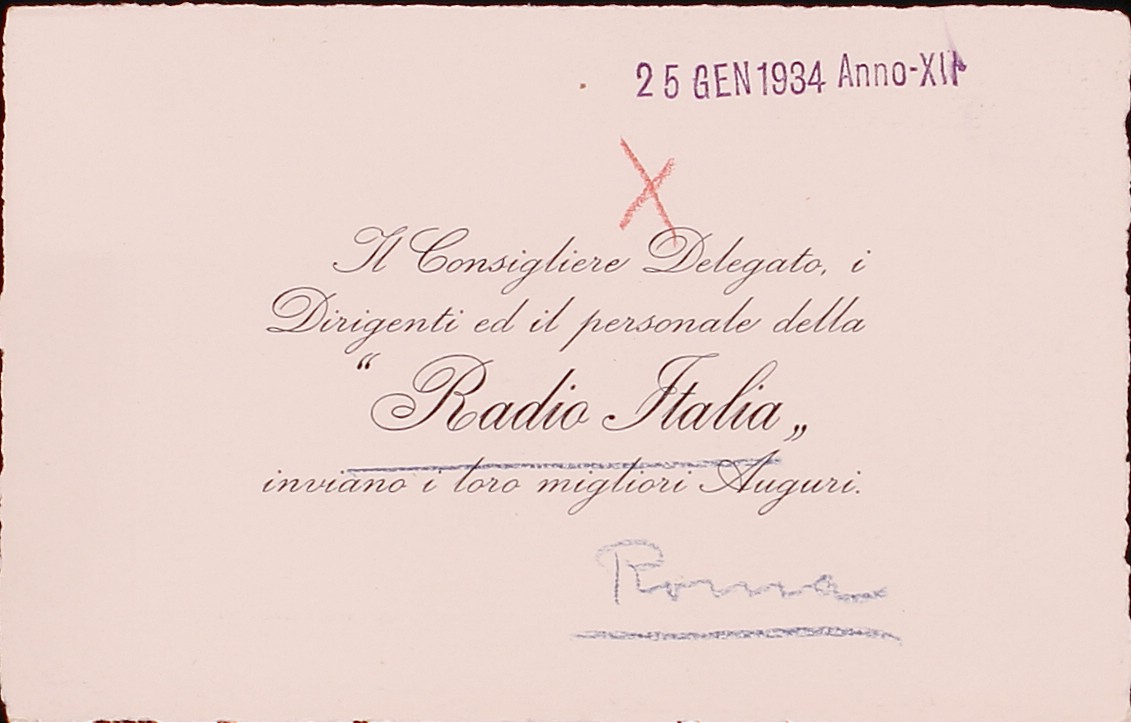 25 GEN 1934 Anno-XII
X
Il Consigliere Delegato, i
Dirigenti ed il personale della
“Radio Italia„
inviano i loro migliori Auguri.
Roma